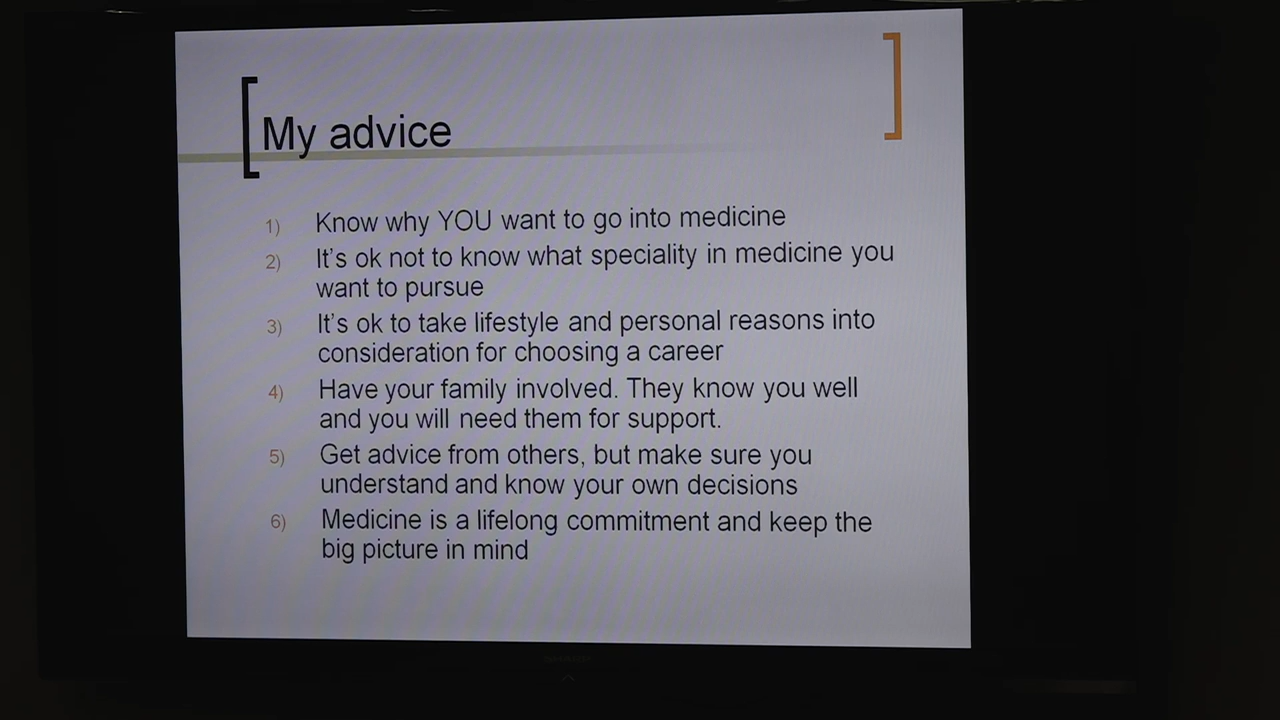 My advice
1) Know why YOU want to go into medicine
2) It's ok not to know what speciality in medicine you
want to pursue
3) It's ok to take lifestyle and personal reasons into
consideration for choosing a career
4) Have your family involved. They know you well
and you will need them for support.
5) Get advice from others, but make sure you
understand and know your own decisions
6) Medicine is a lifelong commitment and keep the
big picture in mind